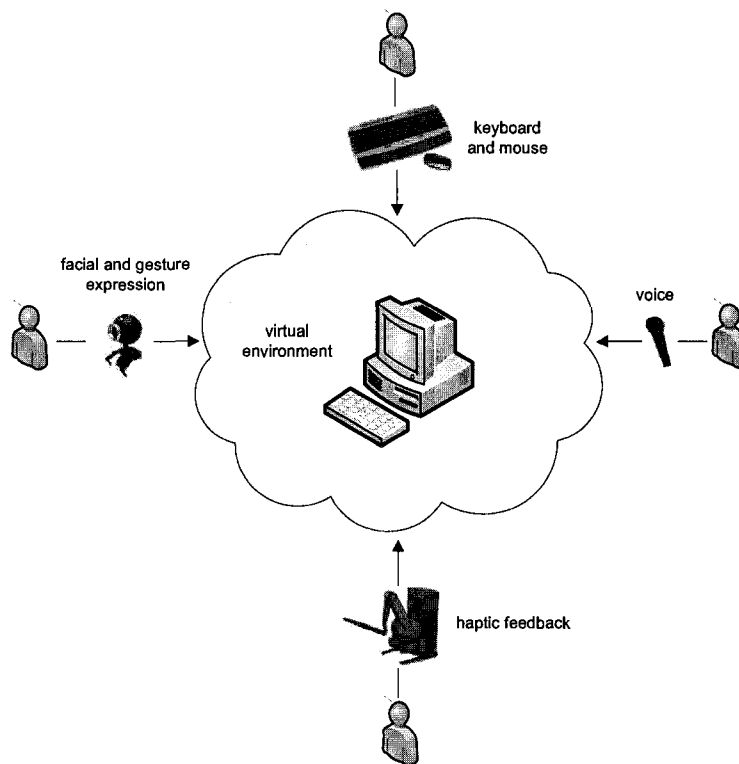 keyboard
and mouse
facial and gesture
expression
voice
virtual
environment
haptic feedback